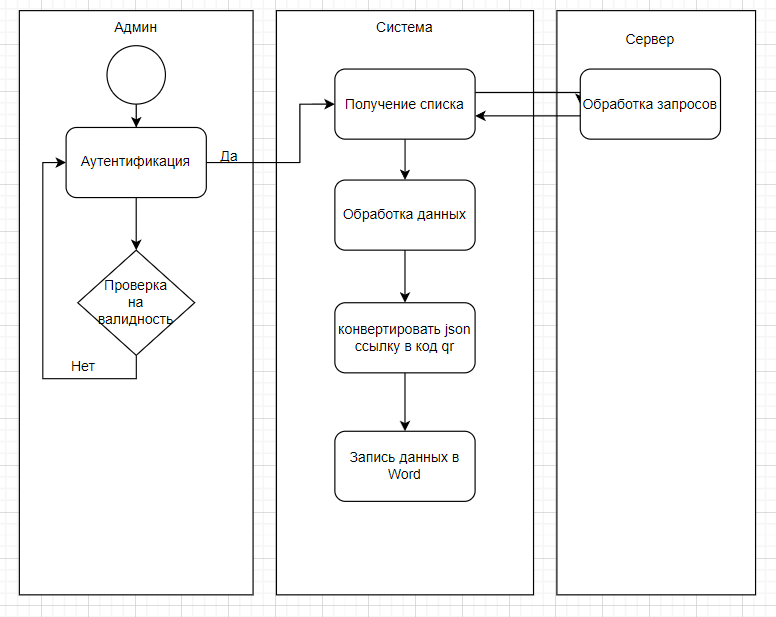 Админ
Аутентификация
Да
Проверка
на
валидность
Нет
Система
Получение списка
Обработка данных
конвертировать json
ссылку в код qr
Запись данных в
Word
Сервер
Обработка запросов